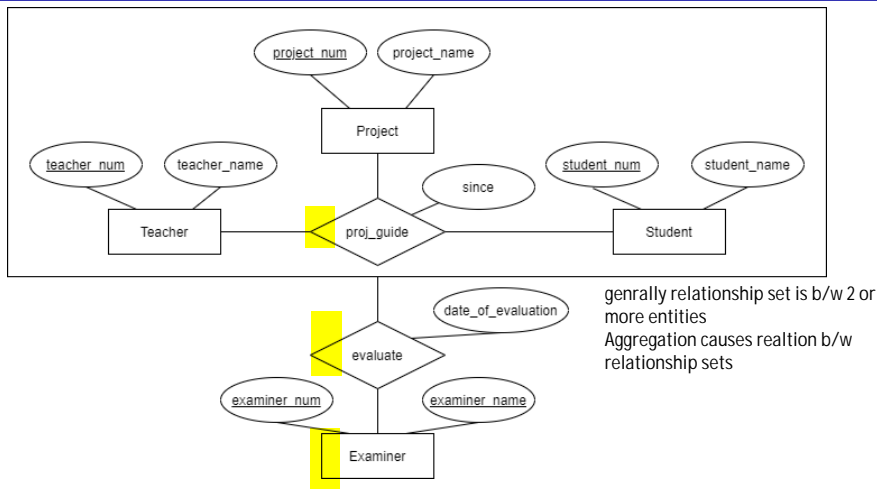 project_num
project_name
Project
teacher_num
teacher_name
student_num
student_name
since
Teacher
proj_guide
Student
genrally relationship set is b/w 2 or
more entities
Aggregation causes realtion b/w
relationship sets
date_of_evaluation
evaluate
examiner_num
examiner_name
Examiner